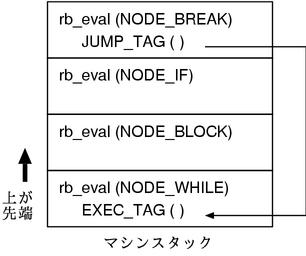 rb_eval (NODE_BREAK)
JUMP_TAG ( )
rb_eval (NODE_IF)
rb_eval (NODE_BLOCK)
rb_eval (NODE_WHILE)
EXEC_TAG ( )
上が
先端
マシンスタック